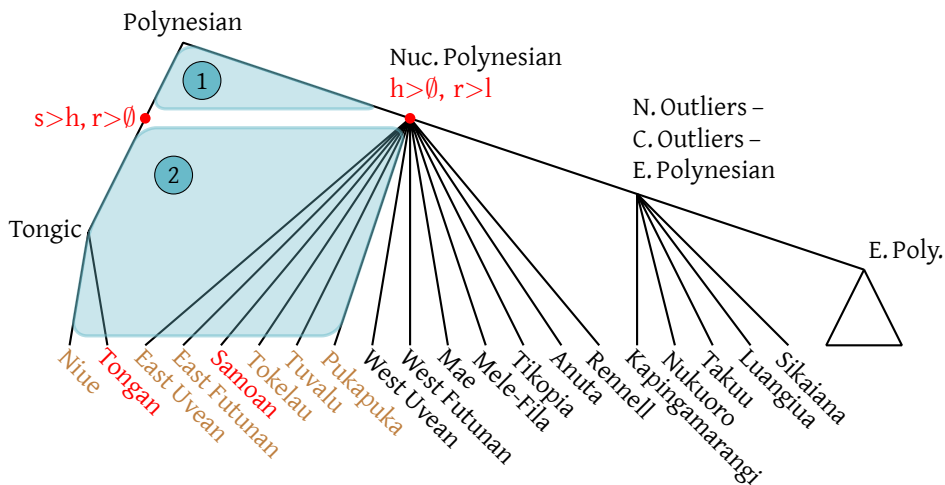 Polynesian
Nuc. Polynesian
h>∅, r>l
1
s>h, r>∅
N. Outliers –
C. Outliers –
E. Polynesian
2
Tongic
E. Poly.
Niue
Tongan
East Uvean
East Futunan
Samoan
Tokelau
Tuvalu
Pukapuka
West Uvean
West Futunan
Mae
Mele-Fila
Tikopia
Anuta
Rennell
Kapingamarangi
Nukuoro
Takuu
Luangiua
Sikaiana